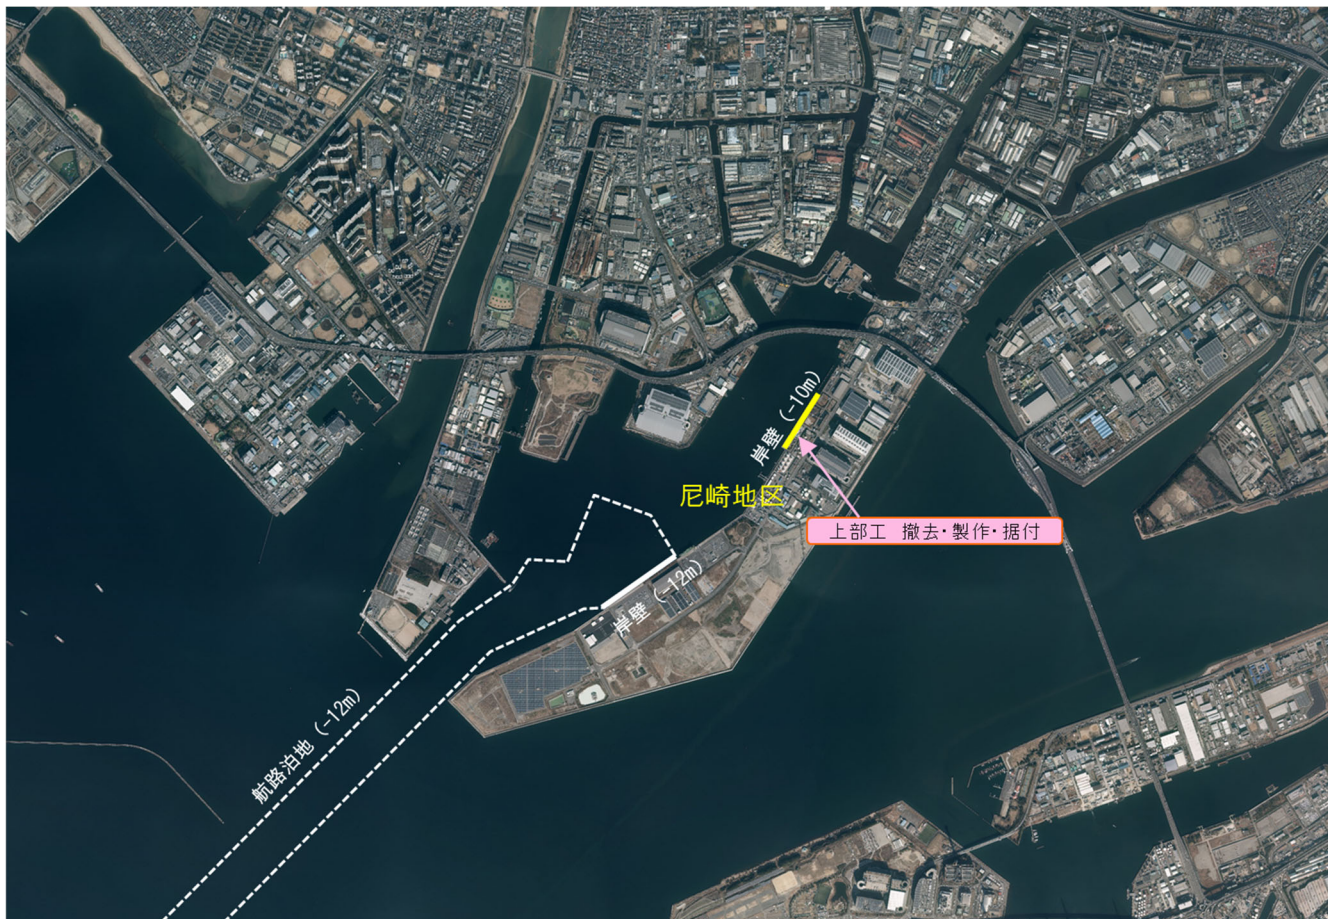 岸壁 (-10m)
尼崎地区
上部工 撤去・製作・据付
岸壁 (-12m)
航路泊地 (-12m)